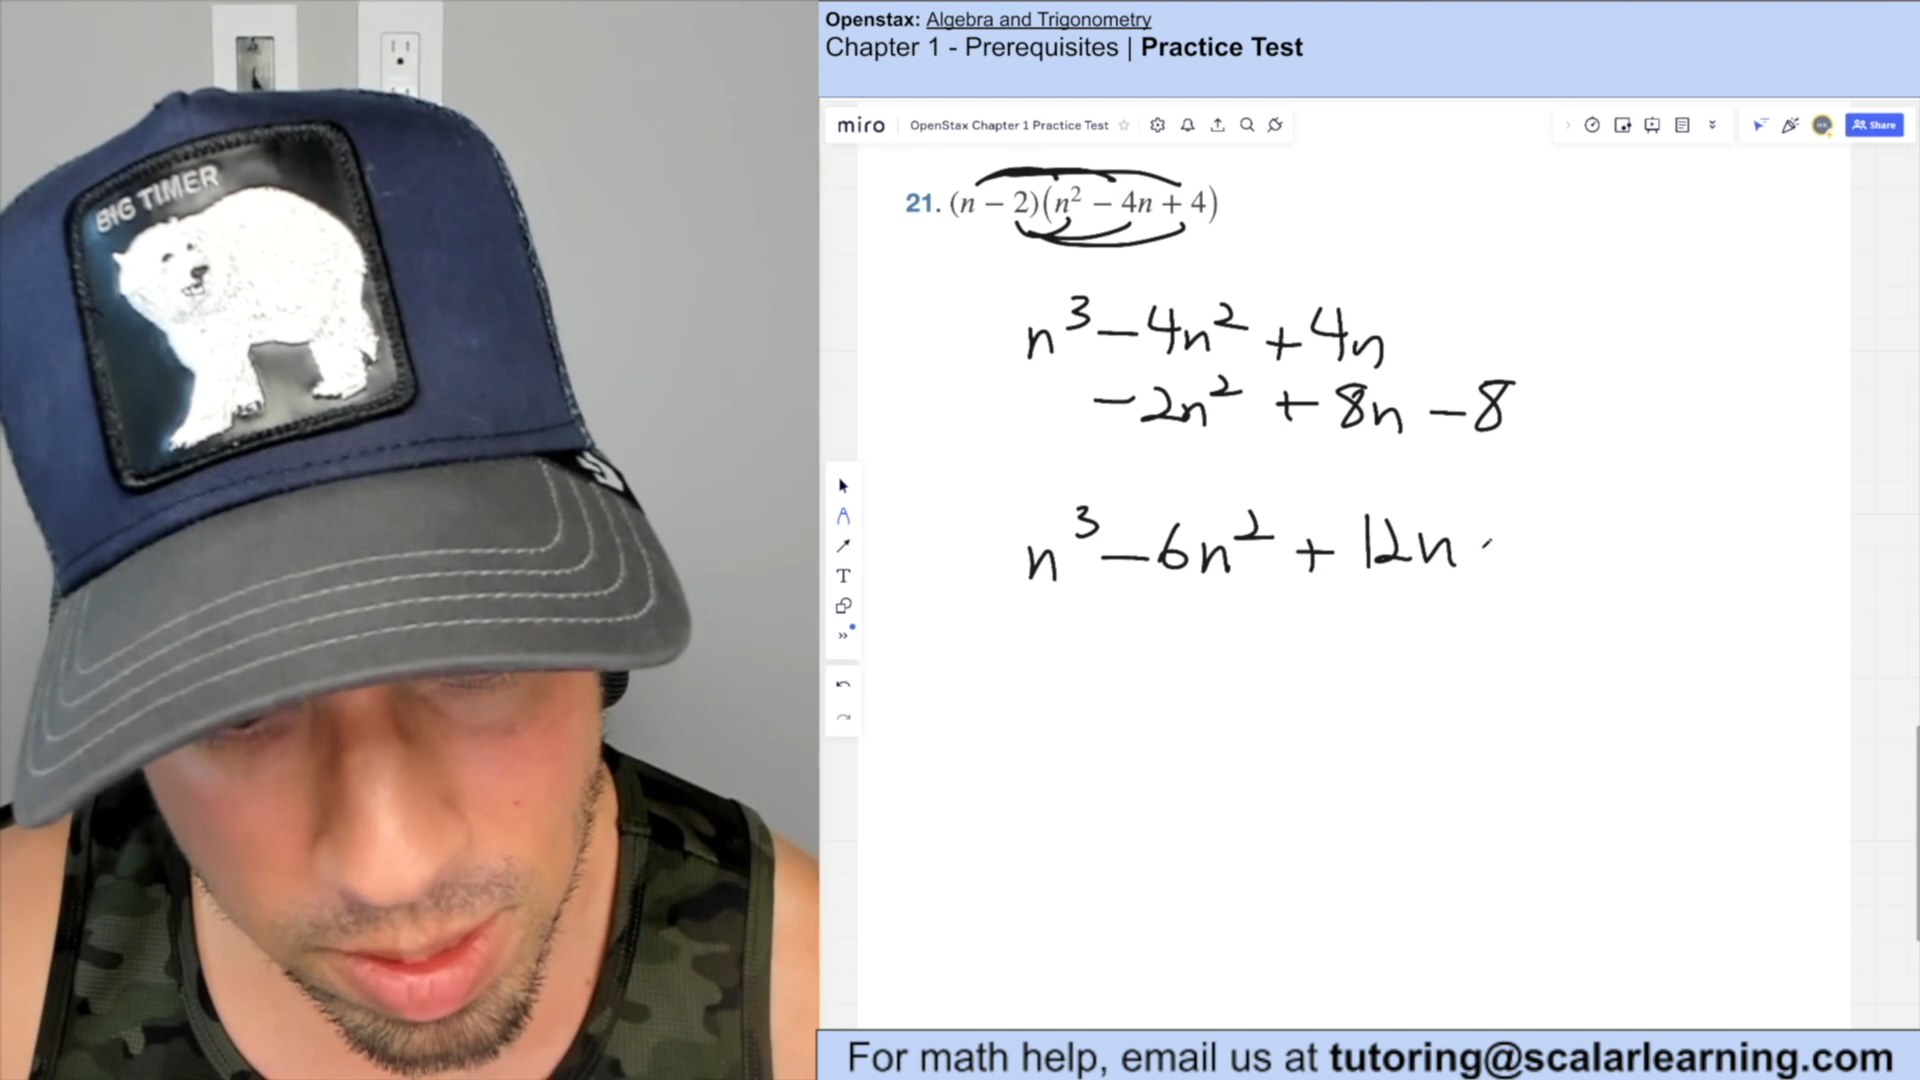 BIG TIMER
Openstax: Algebra and Trigonometry
Chapter 1 - Prerequisites | Practice Test
miro
OpenStax Chapter 1 Practice Test
Share
21. (n − 2)(n² − 4n + 4)
n³ − 4n² + 4n
− 2n² + 8n − 8
n³ − 6n² + 12n
T
For math help, email us at tutoring@scalarlearning.com